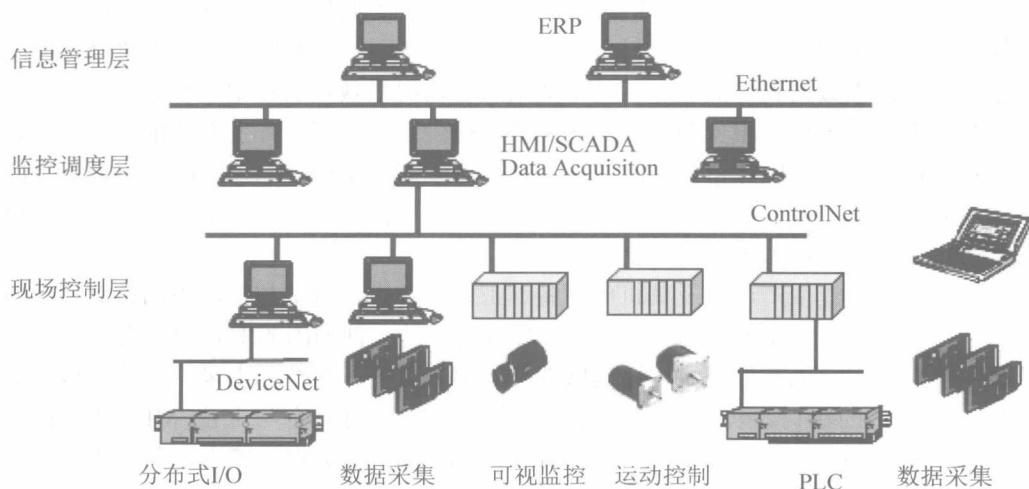 ERP
信息管理层
Ethernet
HMI/SCADA
监控调度层
Data Acquisiton
ControlNet
现场控制层
DeviceNet
分布式I/O
数据采集
可视监控
运动控制
PLC
数据采集